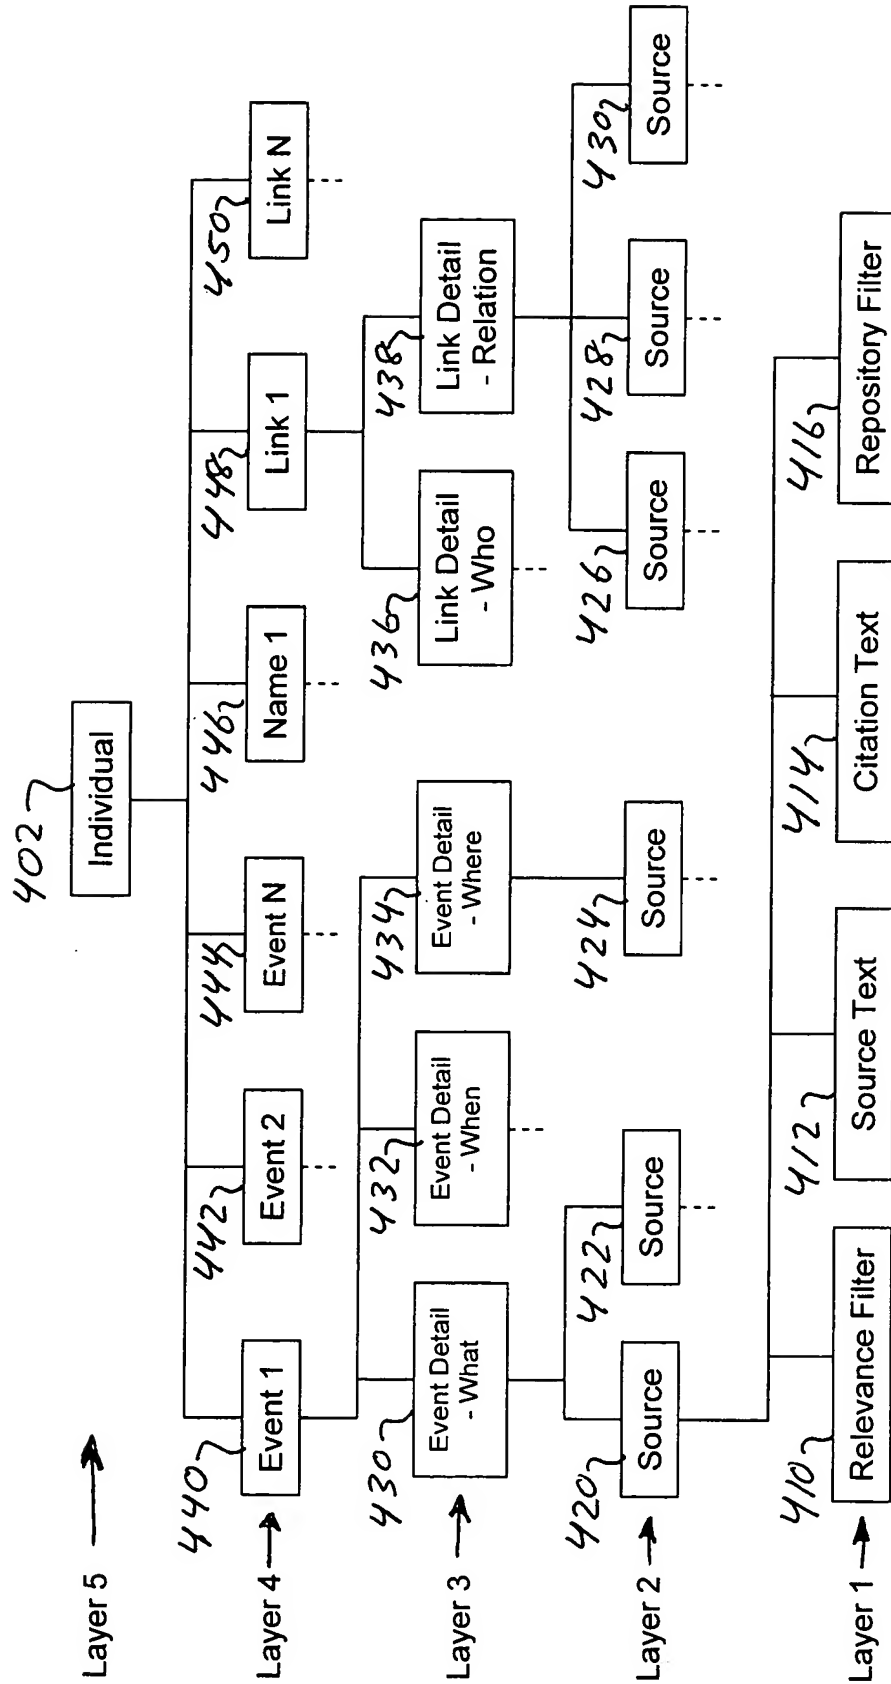 402
Individual
Layer 5
440
442
444
446
448
450
Event 1
Event 2
Event N
Name 1
Link 1
Link N
Layer 4
430
432
434
436
438
Event Detail
- What
Event Detail
- When
Event Detail
- Where
Link Detail
- Who
Link Detail
- Relation
Layer 3
420
422
424
426
428
430
Source
Source
Source
Source
Source
Source
Layer 2
410
412
414
416
Relevance Filter
Source Text
Citation Text
Repository Filter
Layer 1